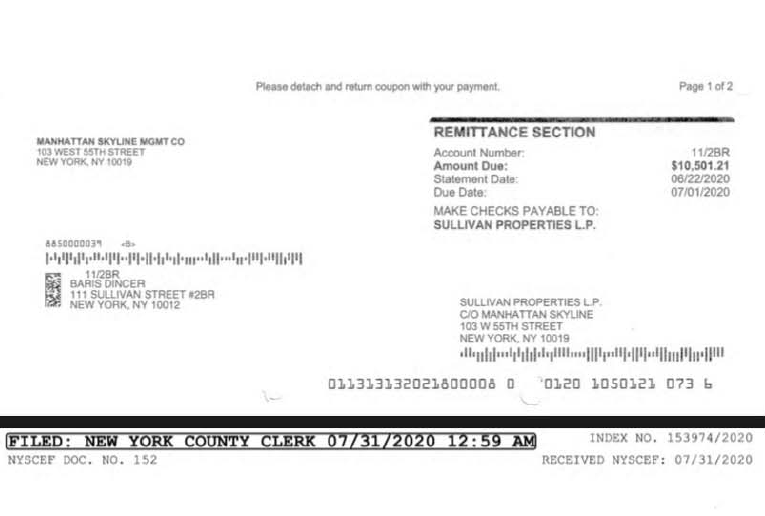 Please detach and return coupon with your payment.
Page 1 of 2
MANHATTAN SKYLINE MGMT CO
103 WEST 55TH STREET
NEW YORK, NY 10019
REMITTANCE SECTION
Account Number: 11/2BR
Amount Due: $10,501.21
Statement Date: 06/22/2020
Due Date: 07/01/2020
MAKE CHECKS PAYABLE TO:
SULLIVAN PROPERTIES L.P.
8850000039 <B>
11/2BR
BARIS DINCER
111 SULLIVAN STREET #2BR
NEW YORK, NY 10012
SULLIVAN PROPERTIES L.P.
C/O MANHATTAN SKYLINE
103 W 55TH STREET
NEW YORK, NY 10019
011313132021800008 0 0120 1050121 073 6
FILED: NEW YORK COUNTY CLERK 07/31/2020 12:59 AM
INDEX NO. 153974/2020
NYSCEF DOC. NO. 152
RECEIVED NYSCEF: 07/31/2020